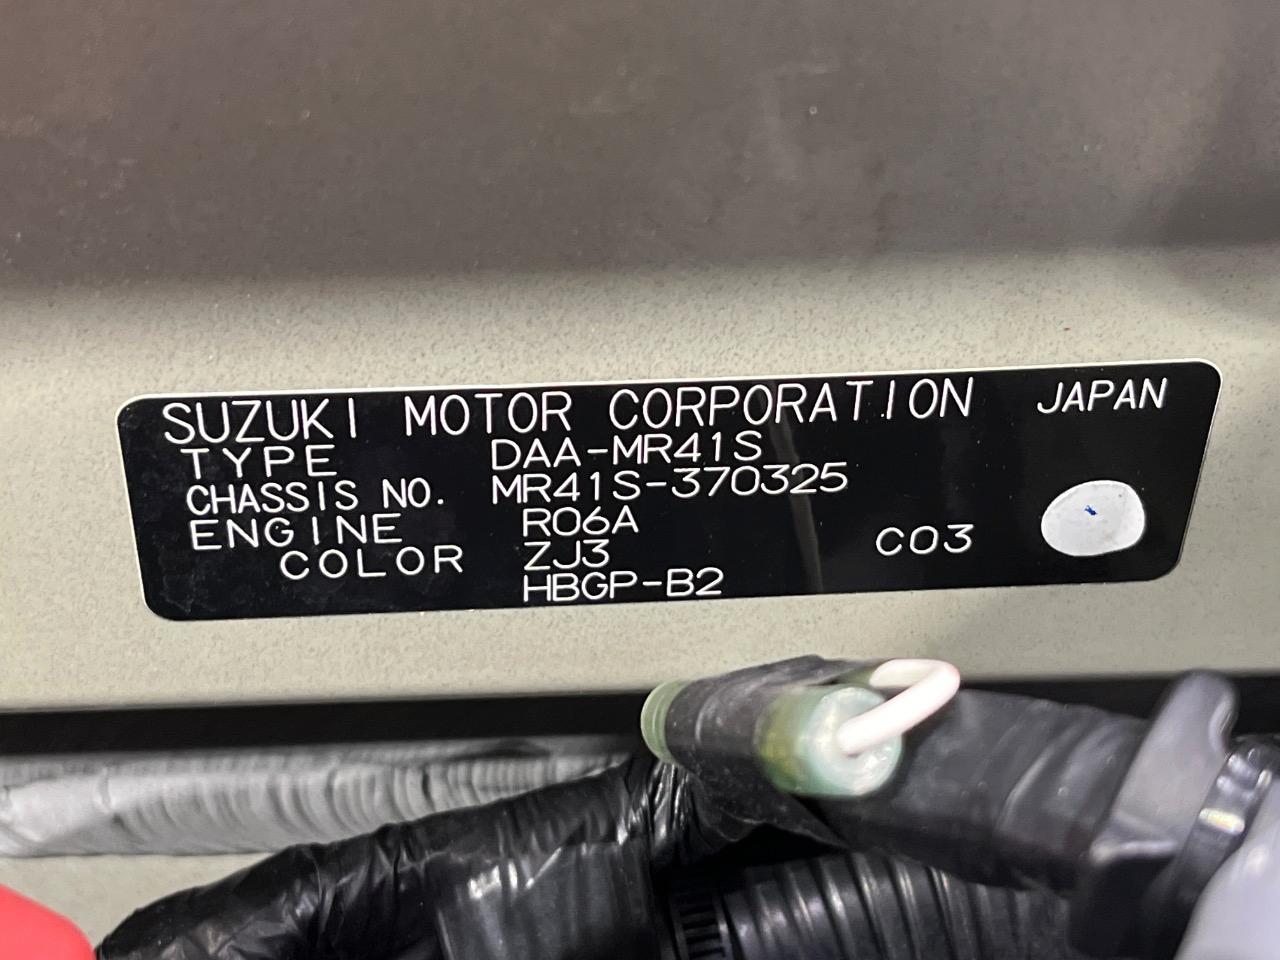 SUZUKI MOTOR CORPORATION JAPAN
TYPE DAA-MR41S
CHASSIS NO. MR41S-370325
ENGINE R06A
COLOR ZJ3 C03
HBGP-B2